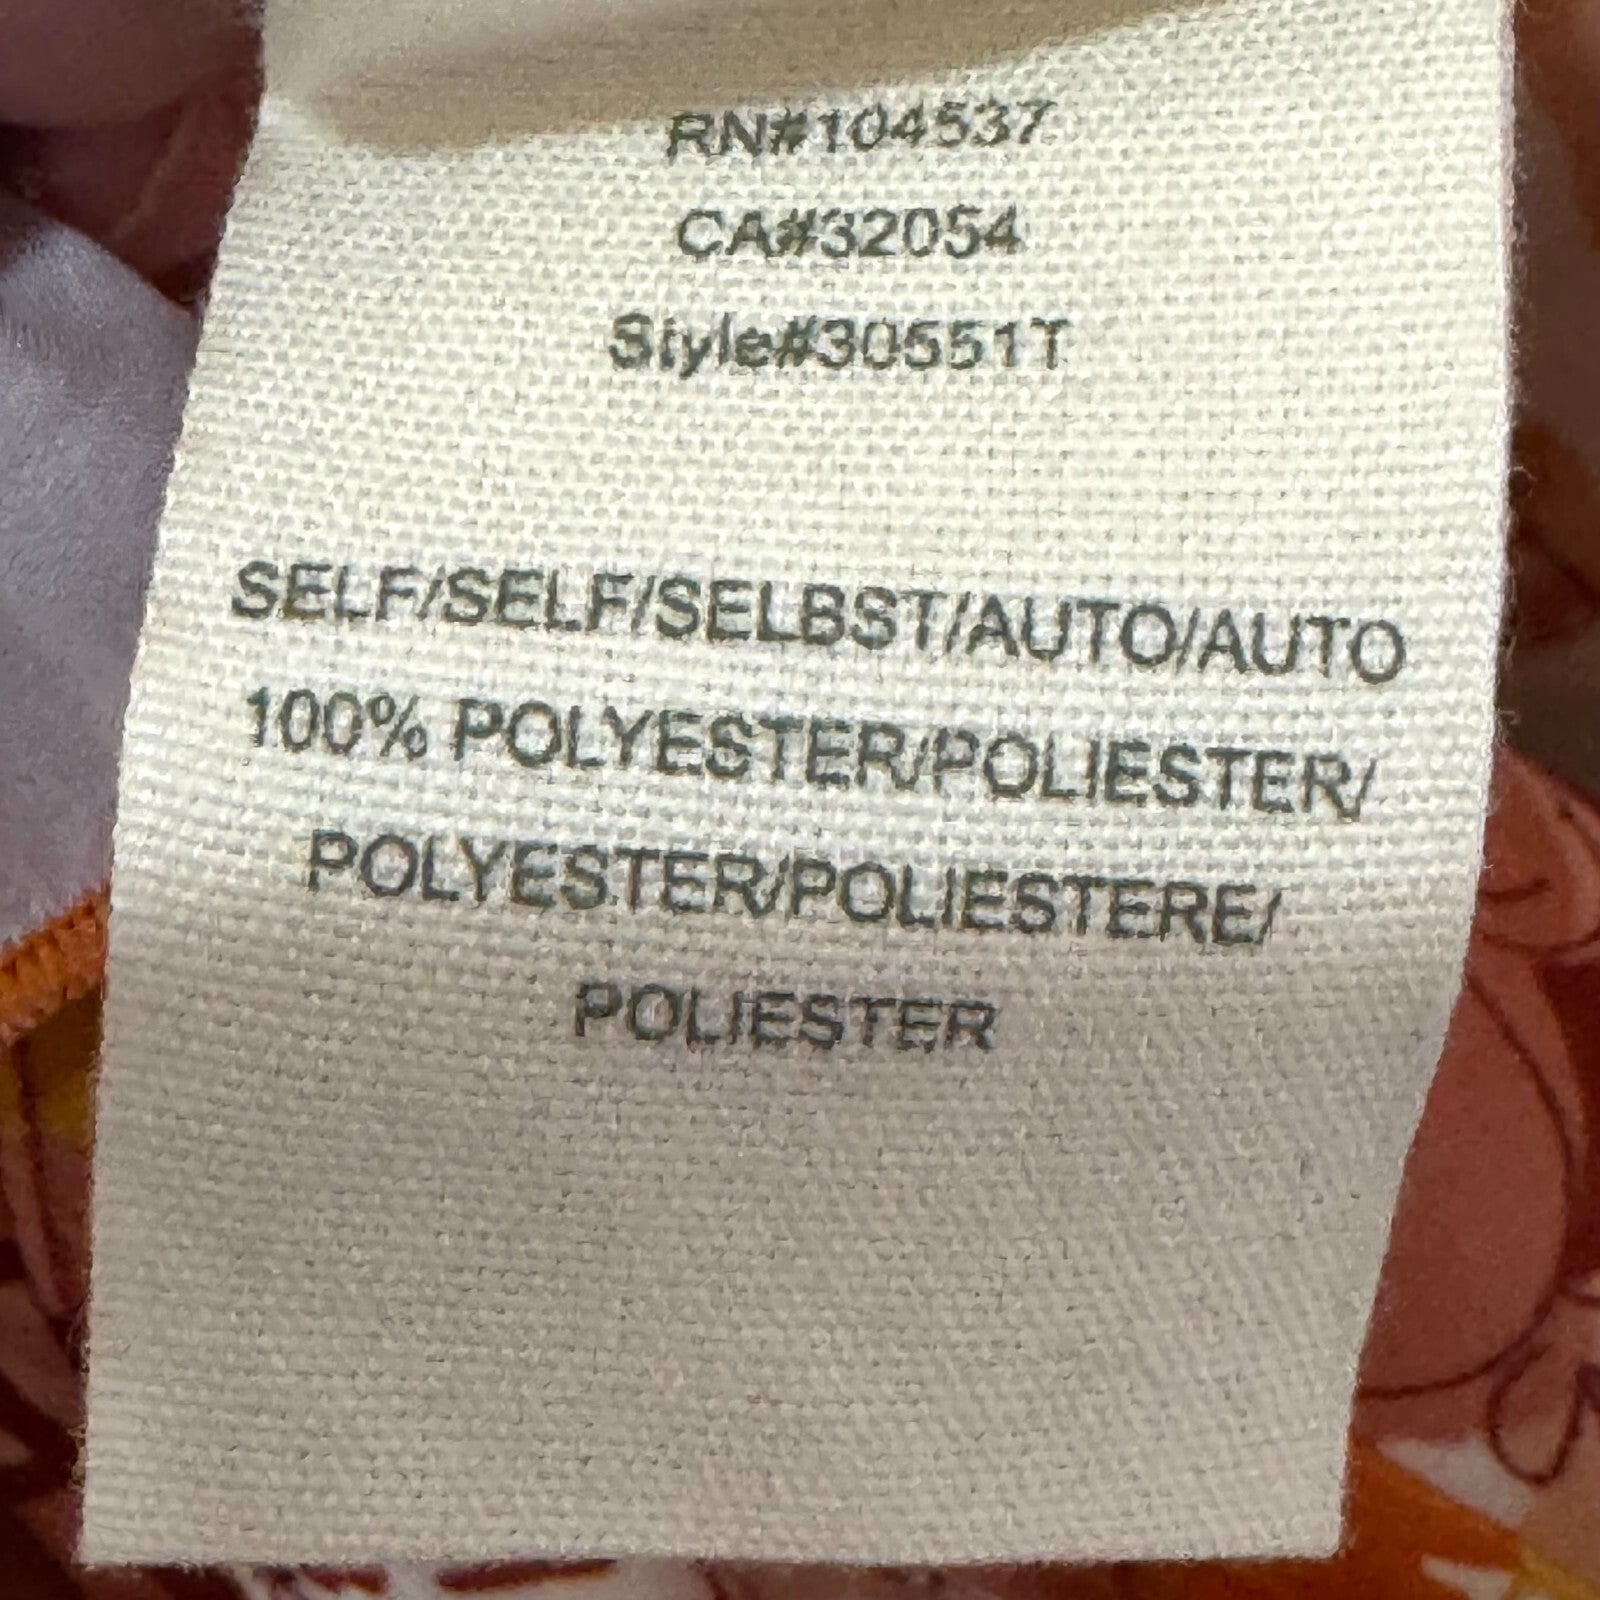 RN#104537
CA#32054
Style#30551T
SELF/SELF/SELBST/AUTO/AUTO
100% POLYESTER/POLIESTER/
POLYESTER/POLIESTERE/
POLIESTER